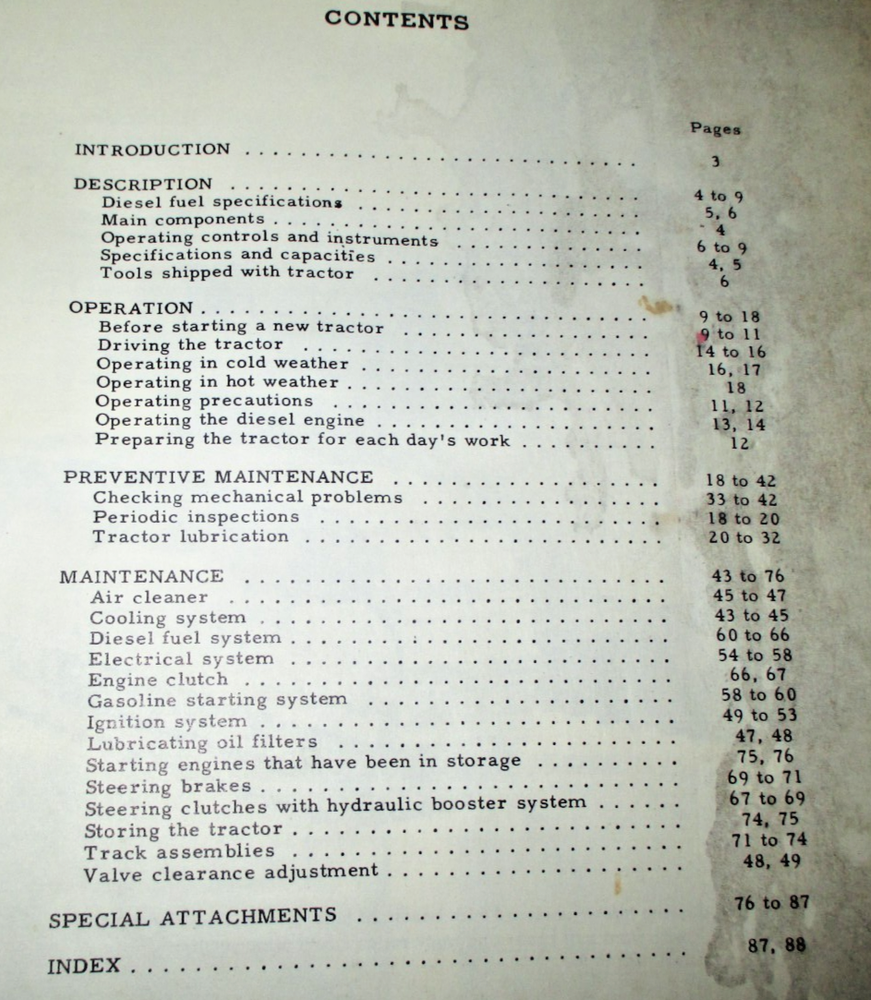 CONTENTS
Pages
INTRODUCTION . . . . . . . . . . . . . . . . . . . . . . . . . . . . 3
DESCRIPTION . . . . . . . . . . . . . . . . . . . . . . . . . . . . 4 to 9
Diesel fuel specifications . . . . . . . . . . . . . . . . . . . . 5, 6
Main components . . . . . . . . . . . . . . . . . . . . . . . . . . 4
Operating controls and instruments . . . . . . . . . . . . . . 6 to 9
Specifications and capacities . . . . . . . . . . . . . . . . . . 4, 5
Tools shipped with tractor . . . . . . . . . . . . . . . . . . . 6
OPERATION . . . . . . . . . . . . . . . . . . . . . . . . . . . . . 9 to 18
Before starting a new tractor . . . . . . . . . . . . . . . . . . 9 to 11
Driving the tractor . . . . . . . . . . . . . . . . . . . . . . . . 14 to 16
Operating in cold weather . . . . . . . . . . . . . . . . . . . . 16, 17
Operating in hot weather . . . . . . . . . . . . . . . . . . . . . 18
Operating precautions . . . . . . . . . . . . . . . . . . . . . . 11, 12
Operating the diesel engine . . . . . . . . . . . . . . . . . . . 13, 14
Preparing the tractor for each day's work . . . . . . . . . 12
PREVENTIVE MAINTENANCE . . . . . . . . . . . . . . . . . . 18 to 42
Checking mechanical problems . . . . . . . . . . . . . . . . 33 to 42
Periodic inspections . . . . . . . . . . . . . . . . . . . . . . . 18 to 20
Tractor lubrication . . . . . . . . . . . . . . . . . . . . . . . . 20 to 32
MAINTENANCE . . . . . . . . . . . . . . . . . . . . . . . . . . . 43 to 76
Air cleaner . . . . . . . . . . . . . . . . . . . . . . . . . . . . 45 to 47
Cooling system . . . . . . . . . . . . . . . . . . . . . . . . . . 43 to 45
Diesel fuel system . . . . . . . . . . . . . . . . . . . . . . . . 60 to 66
Electrical system . . . . . . . . . . . . . . . . . . . . . . . . 54 to 58
Engine clutch . . . . . . . . . . . . . . . . . . . . . . . . . . . 66, 67
Gasoline starting system . . . . . . . . . . . . . . . . . . . . 58 to 60
Ignition system . . . . . . . . . . . . . . . . . . . . . . . . . . 49 to 53
Lubricating oil filters . . . . . . . . . . . . . . . . . . . . . . 47, 48
Starting engines that have been in storage . . . . . . . . . 75, 76
Steering brakes . . . . . . . . . . . . . . . . . . . . . . . . . . 69 to 71
Steering clutches with hydraulic booster system . . . . . . 67 to 69
Storing the tractor . . . . . . . . . . . . . . . . . . . . . . . . 74, 75
Track assemblies . . . . . . . . . . . . . . . . . . . . . . . . . 71 to 74
Valve clearance adjustment . . . . . . . . . . . . . . . . . . . 48, 49
SPECIAL ATTACHMENTS . . . . . . . . . . . . . . . . . . . . . 76 to 87
INDEX . . . . . . . . . . . . . . . . . . . . . . . . . . . . . . . . . 87, 88